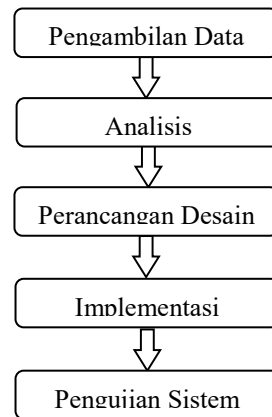 Pengambilan Data
Analisis
Perancangan Desain
Implementasi
Pengujian Sistem